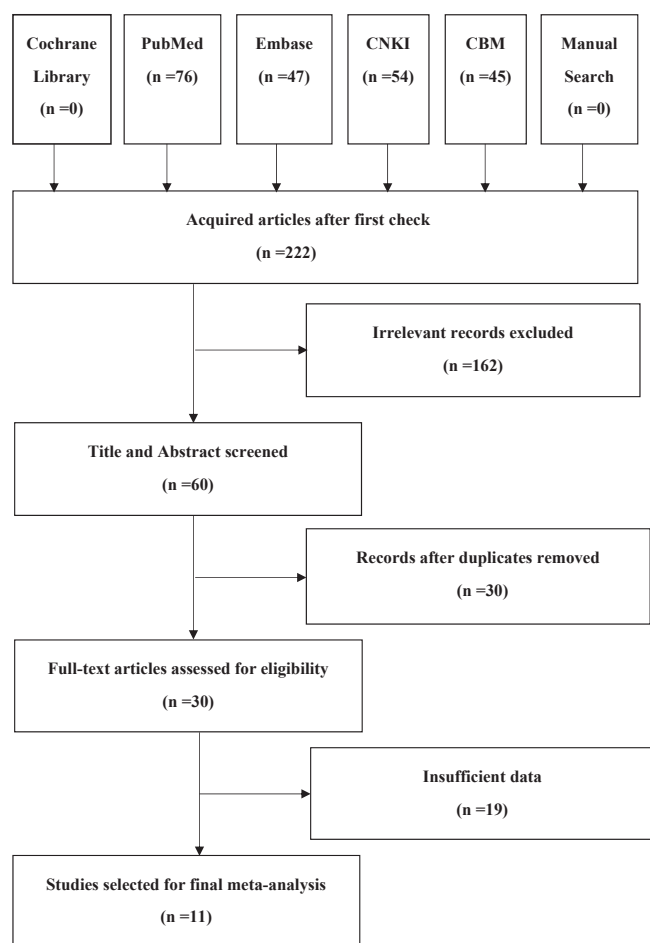 Cochrane
Library
(n =0)
PubMed
(n =76)
Embase
(n =47)
CNKI
(n =54)
CBM
(n =45)
Manual
Search
(n =0)
Acquired articles after first check
(n =222)
Irrelevant records excluded
(n =162)
Title and Abstract screened
(n =60)
Records after duplicates removed
(n =30)
Full-text articles assessed for eligibility
(n =30)
Insufficient data
(n =19)
Studies selected for final meta-analysis
(n =11)